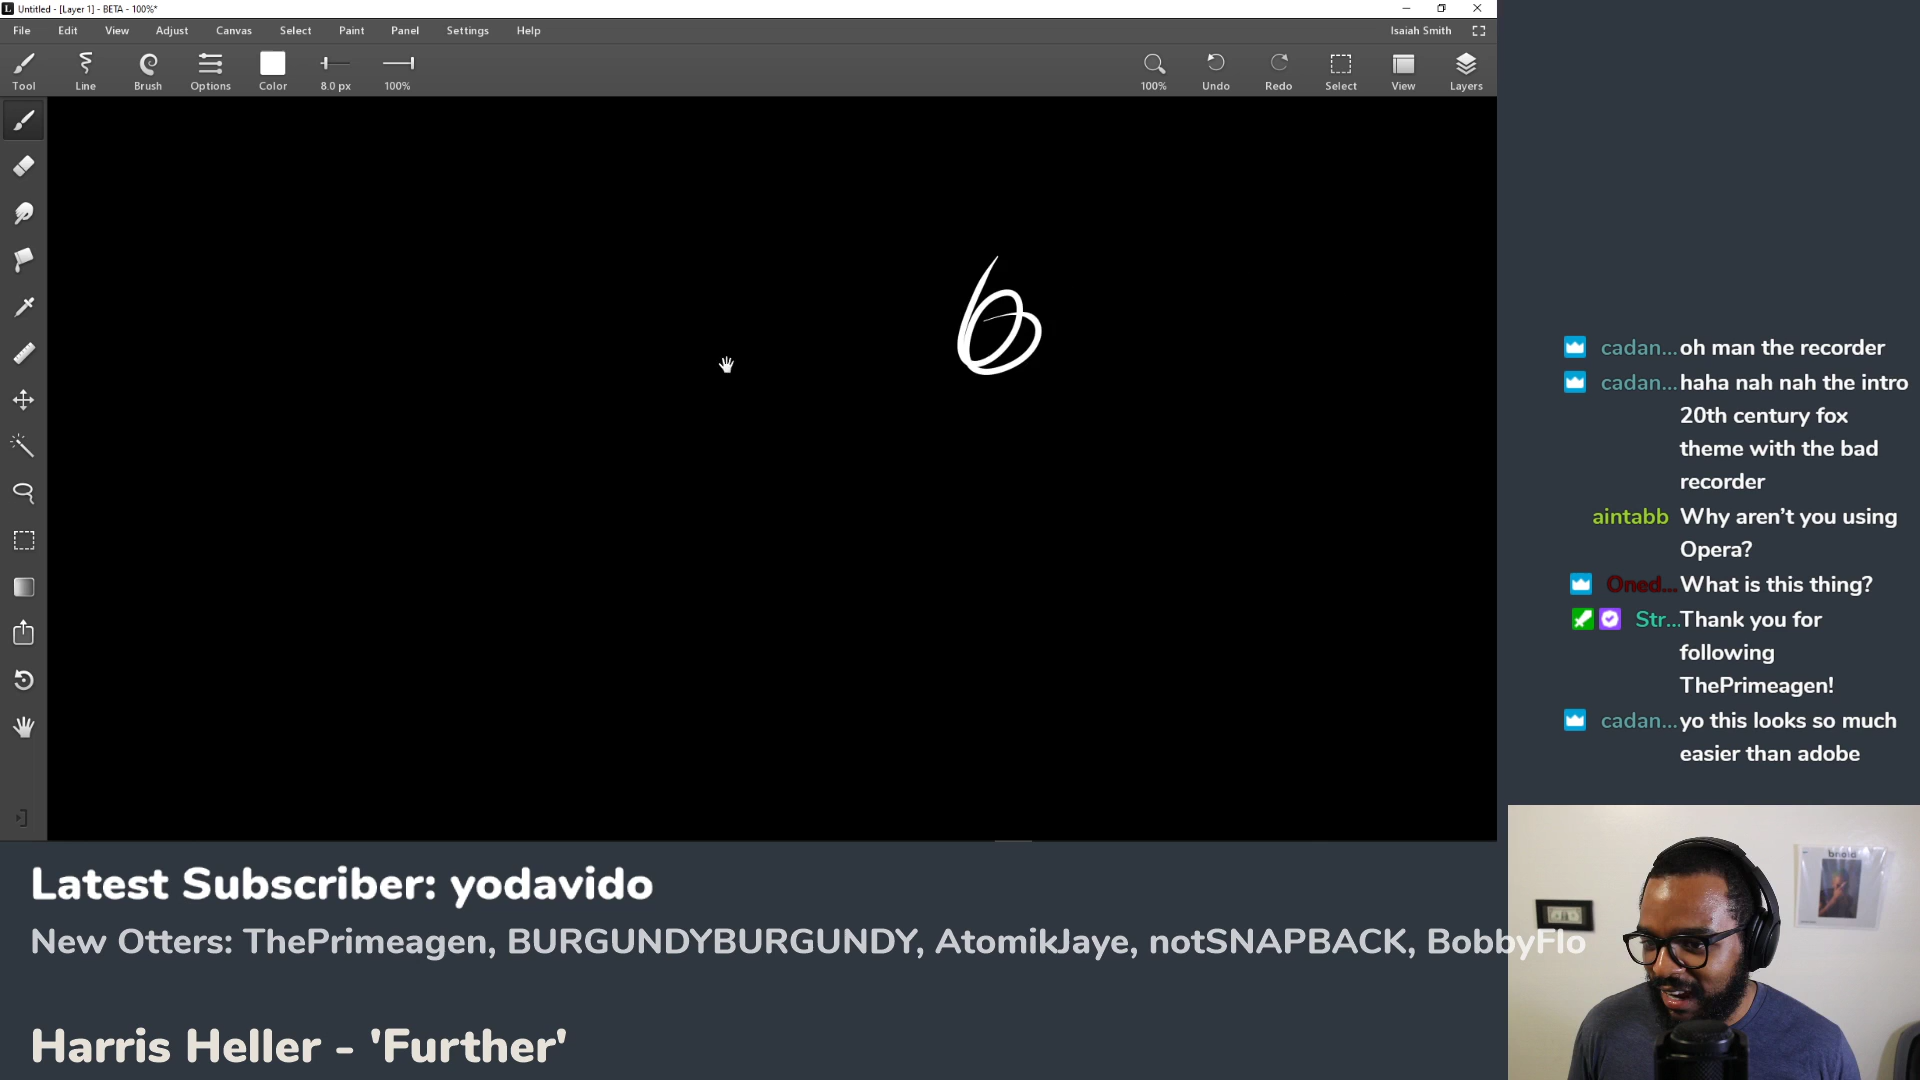 Untitled - [Layer 1] - BETA - 100%*
File Edit View Adjust Canvas Select Paint Panel Settings Help Isaiah Smith
Tool Line Brush Options Color 8.0 px 100% 100% Undo Redo Select View Layers
cadan... oh man the recorder
cadan... haha nah nah the intro
20th century fox
theme with the bad
recorder
aintabb Why aren't you using
Opera?
Oned... What is this thing?
Str... Thank you for
following
ThePrimeagen!
cadan... yo this looks so much
easier than adobe
Latest Subscriber: yodavido
New Otters: ThePrimeagen, BURGUNDYBURGUNDY, AtomikJaye, notSNAPBACK, BobbyFlo
Harris Heller - 'Further'